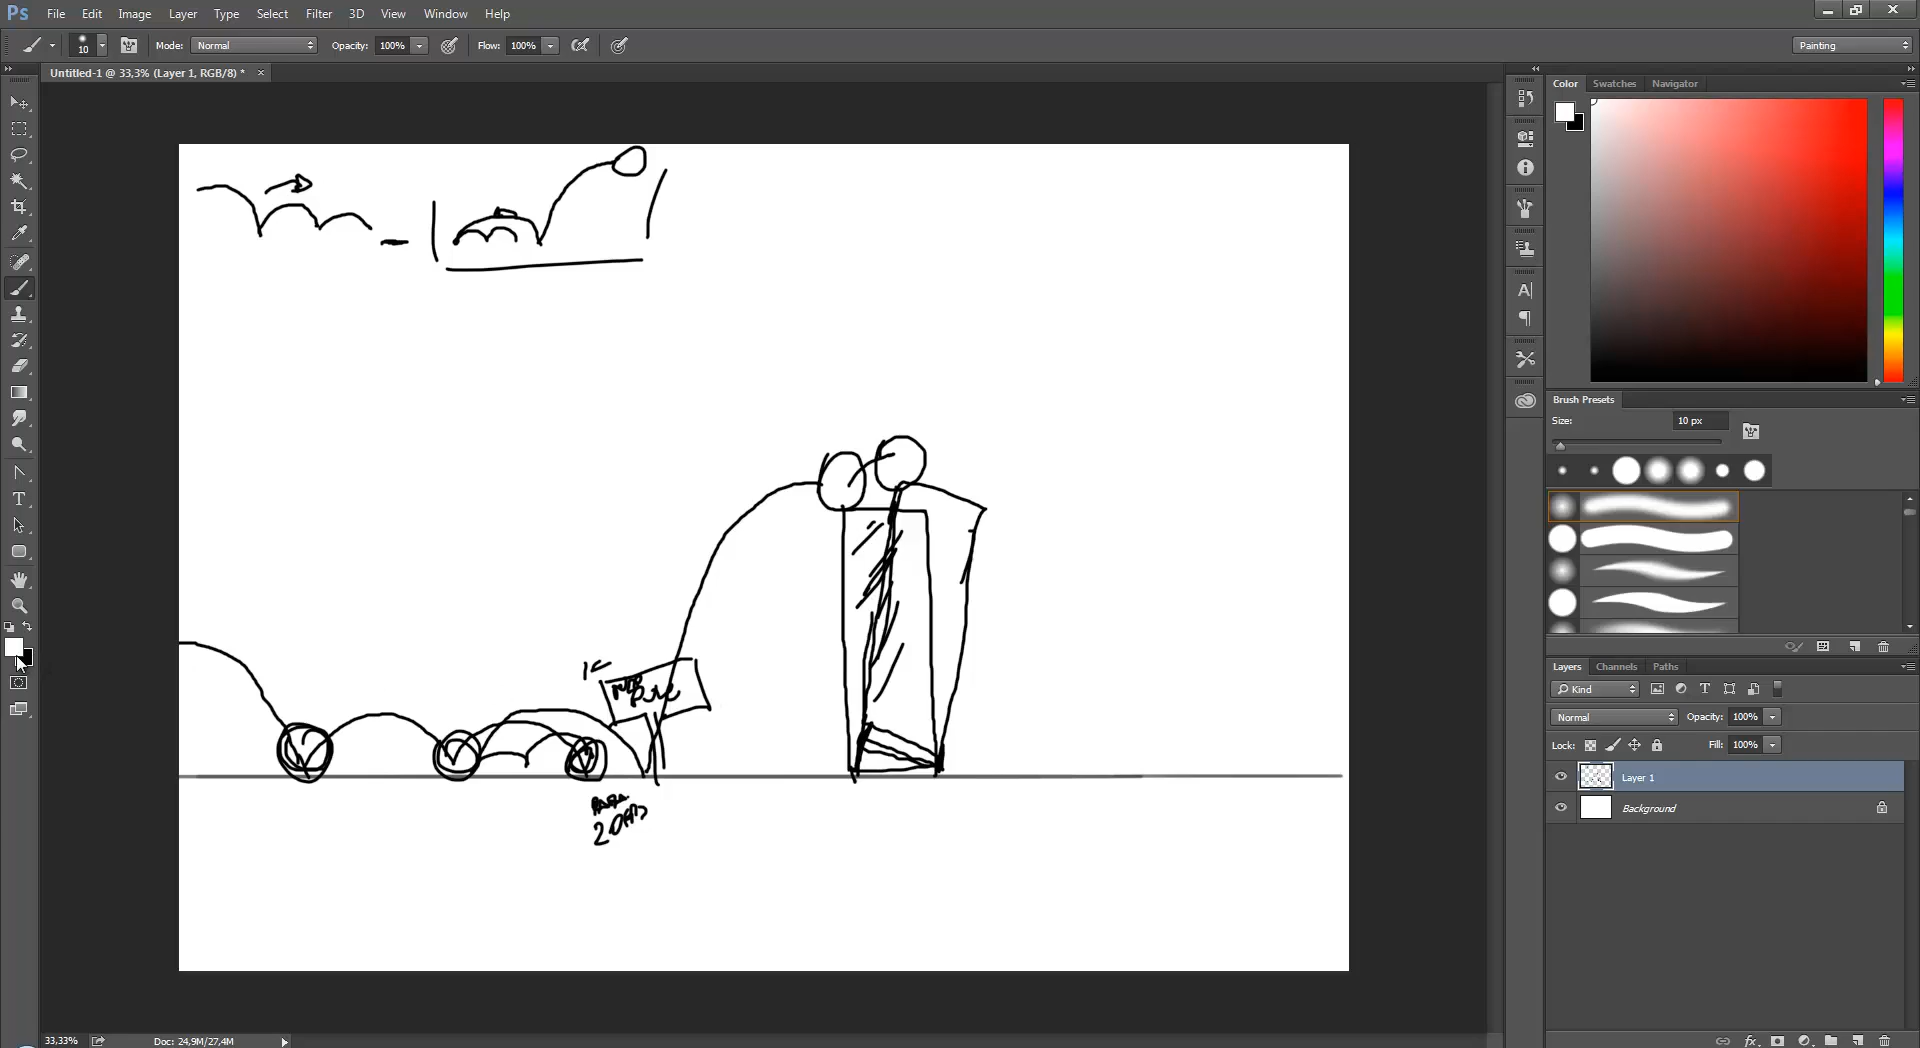 Ps File Edit Image Layer Type Select Filter 3D View Window Help
10 Mode: Normal Opacity: 100% Flow: 100% Painting
Untitled-1 @ 33,3% (Layer 1, RGB/8) * ×
Color Swatches Navigator
Brush Presets
Size: 10 px
Layers Channels Paths
Kind
Normal Opacity: 100%
Lock: Fill: 100%
Layer 1
Background
33,33% Doc: 24,9M/27,4M